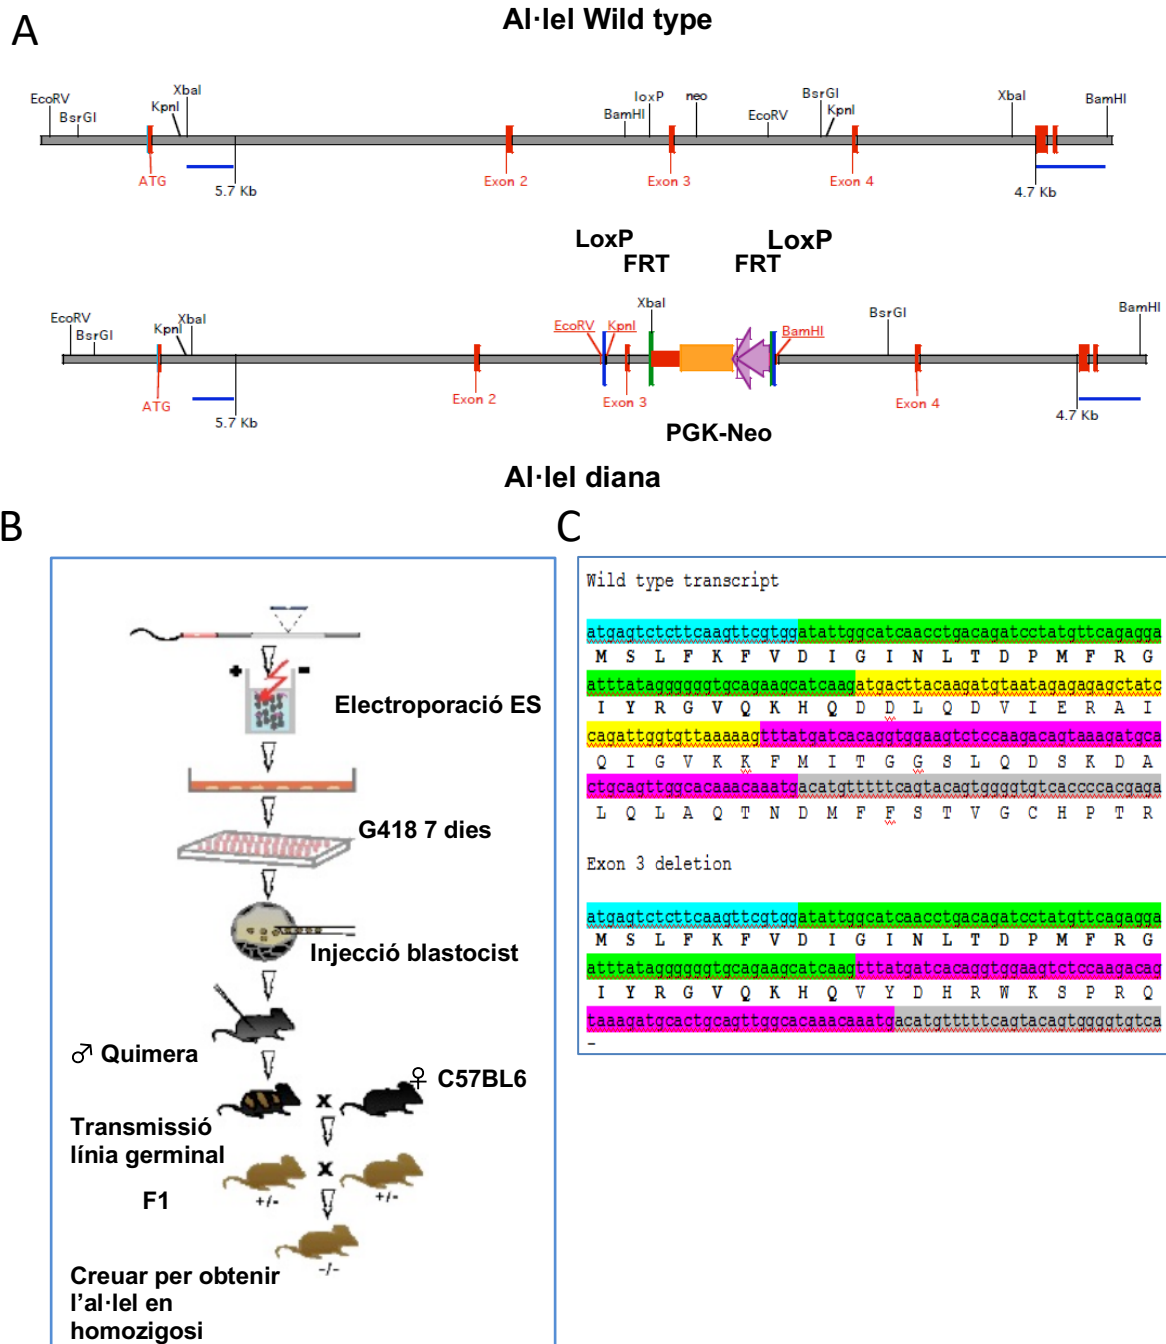 A
Al·lel Wild type
EcoRV
BsrGI
KpnI
XbaI
BamHI
loxP
neo
EcoRV
BsrGI
KpnI
XbaI
BamHI
ATG
5.7 Kb
Exon 2
Exon 3
Exon 4
4.7 Kb
LoxP
FRT
FRT
LoxP
EcoRV
BsrGI
KpnI
XbaI
EcoRV
KpnI
XbaI
BamHI
BsrGI
BamHI
ATG
5.7 Kb
Exon 2
Exon 3
PGK-Neo
Exon 4
4.7 Kb
Al·lel diana
B
+
-
Electroporació ES
G418 7 dies
Injecció blastocist
♂ Quimera
♀ C57BL6
x
Transmissió
línia germinal
F1
x
+/-
+/-
-/-
Creuar per obtenir
l'al·lel en
homozigosi
C
Wild type transcript
atgagtctcttcaagttcgtggatattggcatcaacctgacagatcctatgttcagagga
M S L F K F V D I G I N L T D P M F R G
atttataggggggtgcagaagcatcaagatgacttacaagatgtaatagagagagctatc
I Y R G V Q K H Q D D L Q D V I E R A I
cagattggtgttaaaaagtttatgatcacaggtggaagtctccaagacagtaaagatgca
Q I G V K K F M I T G G S L Q D S K D A
ctgcagttggcacaaacaaatgacatgtttttcagtacagtggggtgtcaccccacgaga
L Q L A Q T N D M F F S T V G C H P T R
Exon 3 deletion
atgagtctcttcaagttcgtggatattggcatcaacctgacagatcctatgttcagagga
M S L F K F V D I G I N L T D P M F R G
atttataggggggtgcagaagcatcaagtttatgatcacaggtggaagtctccaagacag
I Y R G V Q K H Q V Y D H R W K S P R Q
taaagatgcactgcagttggcacaaacaaatgacatgtttttcagtacagtggggtgtca
–